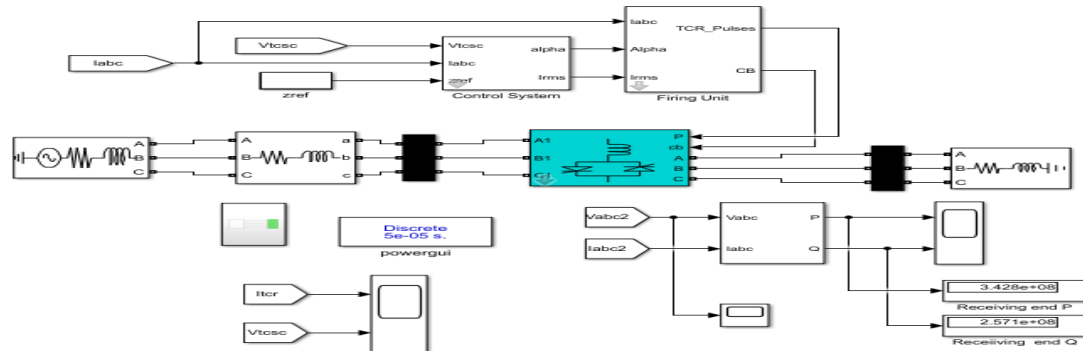 Iabc
TCR_Pulses
Vtcsc
Vtcsc
alpha
Alpha
Iabc
Iabc
CB
zref
Irms
Irms
zref
Control System
Firing Unit
A
A
a
A1
P
cb
A
A
B
B
b
B1
B
B
C
C
c
C1
C
C
Discrete
5e-05 s.
powergui
Vabc2
Vabc
P
Iabc2
Iabc
Q
Itcr
Vtcsc
3.428e+08
Receiving end P
2.571e+08
Receiiving end Q